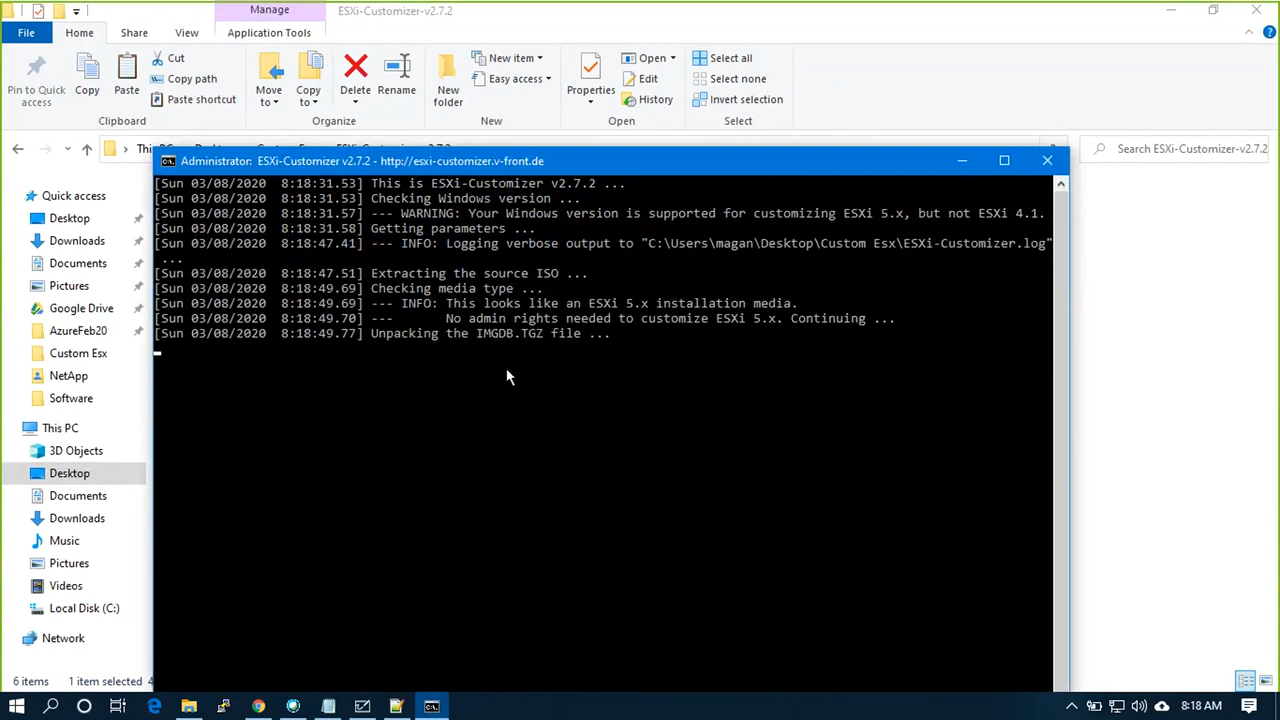 Manage
ESXi-Customizer-v2.7.2
File
Home
Share
View
Application Tools
Pin to Quick access
Copy
Paste
Cut
Copy path
Paste shortcut
Clipboard
Move to
Copy to
Delete
Rename
Organize
New folder
New item
Easy access
New
Properties
Open
Edit
History
Open
Select all
Select none
Invert selection
Select
Search ESXi-Customizer-v2.7.2
Administrator: ESXi-Customizer v2.7.2 - http://esxi-customizer.v-front.de
[Sun 03/08/2020  8:18:31.53] This is ESXi-Customizer v2.7.2 ...
[Sun 03/08/2020  8:18:31.53] Checking Windows version ...
[Sun 03/08/2020  8:18:31.57] --- WARNING: Your Windows version is supported for customizing ESXi 5.x, but not ESXi 4.1.
[Sun 03/08/2020  8:18:31.58] Getting parameters ...
[Sun 03/08/2020  8:18:47.41] --- INFO: Logging verbose output to "C:\Users\magan\Desktop\Custom Esx\ESXi-Customizer.log"
...
[Sun 03/08/2020  8:18:47.51] Extracting the source ISO ...
[Sun 03/08/2020  8:18:49.69] Checking media type ...
[Sun 03/08/2020  8:18:49.69] --- INFO: This looks like an ESXi 5.x installation media.
[Sun 03/08/2020  8:18:49.70] ---       No admin rights needed to customize ESXi 5.x. Continuing ...
[Sun 03/08/2020  8:18:49.77] Unpacking the IMGDB.TGZ file ...
Quick access
Desktop
Downloads
Documents
Pictures
Google Drive
AzureFeb20
Custom Esx
NetApp
Software
This PC
3D Objects
Desktop
Documents
Downloads
Music
Pictures
Videos
Local Disk (C:)
Network
6 items
1 item selected
8:18 AM